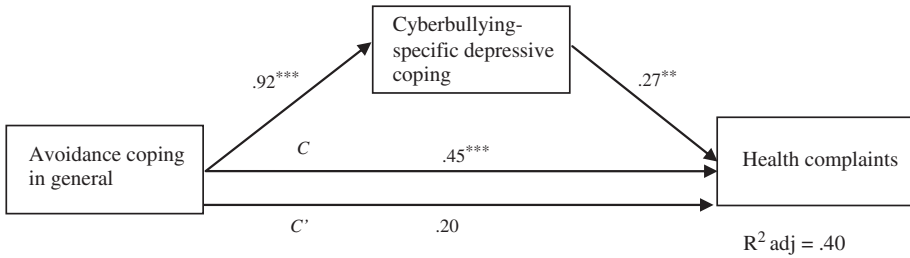 Cyberbullying-
specific depressive
coping
.92***
.27**
Avoidance coping
in general
C
.45***
Health complaints
C'
.20
R² adj = .40